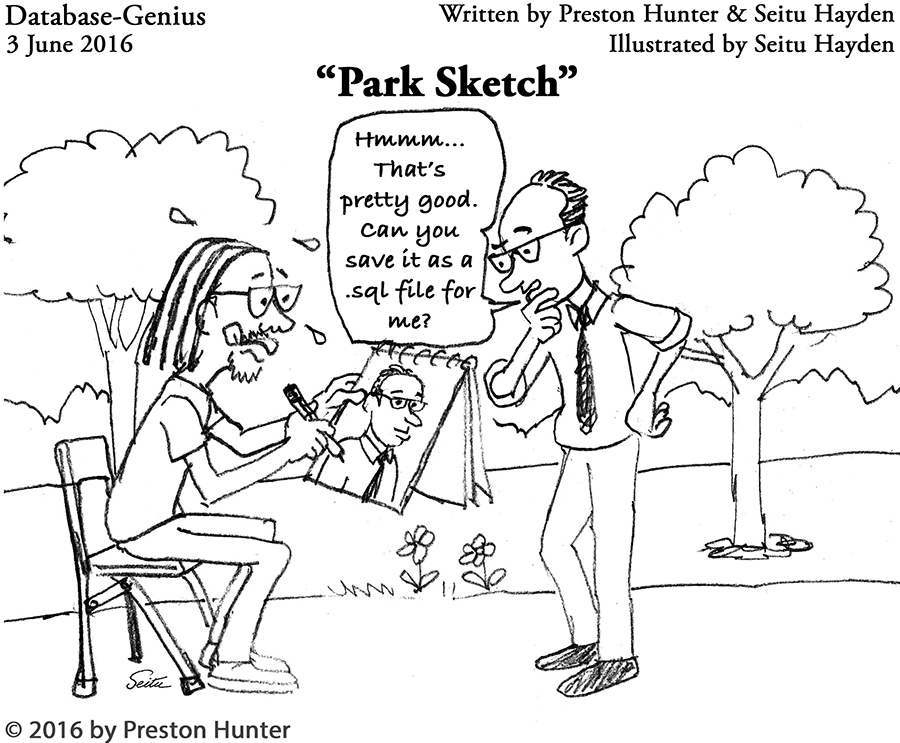 Database-Genius
3 June 2016
Written by Preston Hunter & Seitu Hayden
Illustrated by Seitu Hayden
“Park Sketch”
Hmmm...
That's
pretty good.
Can you
save it as a
.sql file for
me?
Seitu
© 2016 by Preston Hunter